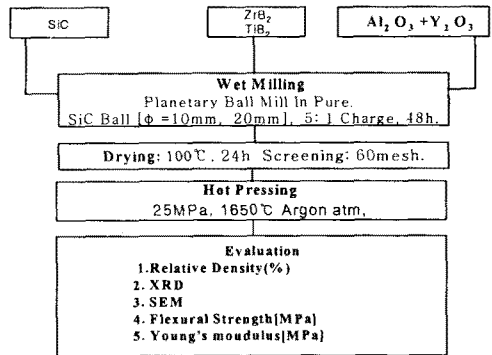 SiC
ZrB2
TiB2
Al2O3+Y2O3
Wet Milling
Planetary Ball Mill In Pure.
SiC Ball [Φ =10mm, 20mm], 5: 1 Charge, 48h.
Drying: 100℃, 24h Screening: 60mesh.
Hot Pressing
25MPa, 1650℃ Argon atm,
Evaluation
1.Relative Density(%)
2. XRD
3. SEM
4. Flexural Strength[MPa]
5. Young's moudulus[MPa}